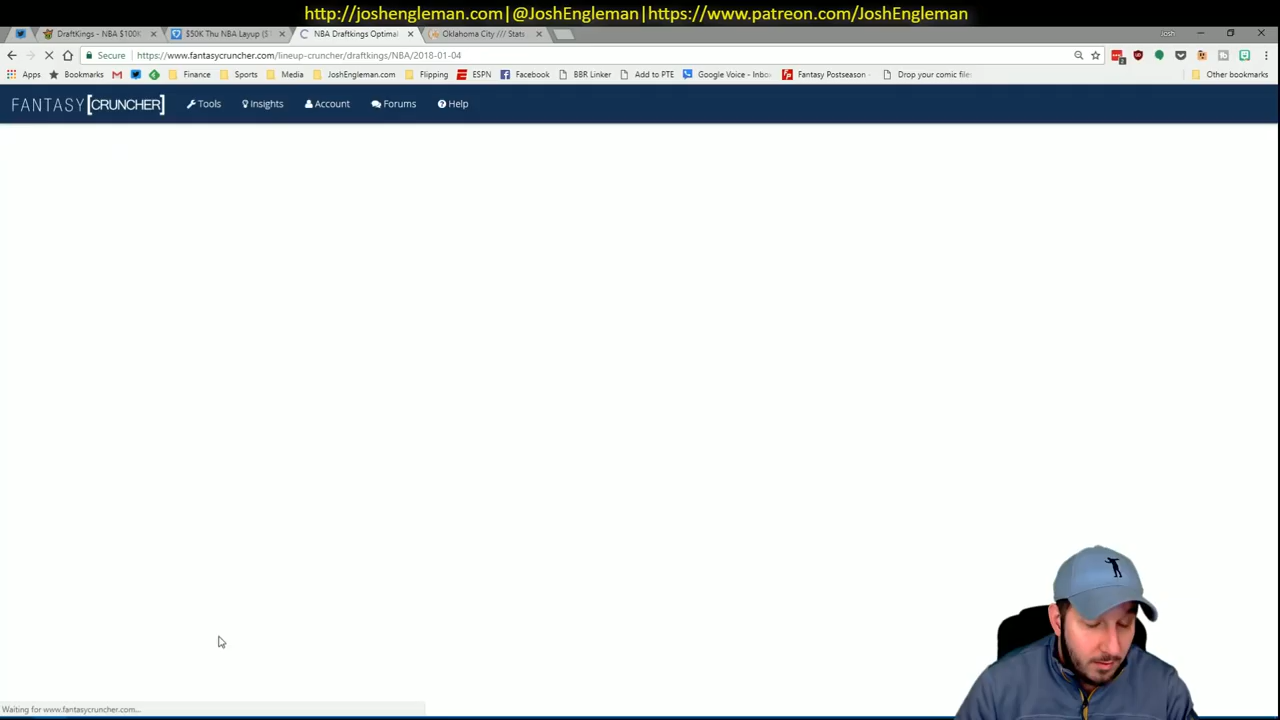 http://joshengleman.com|@JoshEngleman|https://www.patreon.com/JoshEngleman
DraftKings - NBA $100K
$50K Thu NBA Layup ($
NBA Draftkings Optimal
Oklahoma City /// Stats
Josh
Secure
https://www.fantasycruncher.com/lineup-cruncher/draftkings/NBA/2018-01-04
Apps
Bookmarks
Finance
Sports
Media
JoshEngleman.com
Flipping
ESPN
Facebook
BBR Linker
Add to PTE
Google Voice - Inbo
Fantasy Postseason
Drop your comic file
Other bookmarks
FANTASY[CRUNCHER]
Tools
Insights
Account
Forums
Help
Waiting for www.fantasycruncher.com...